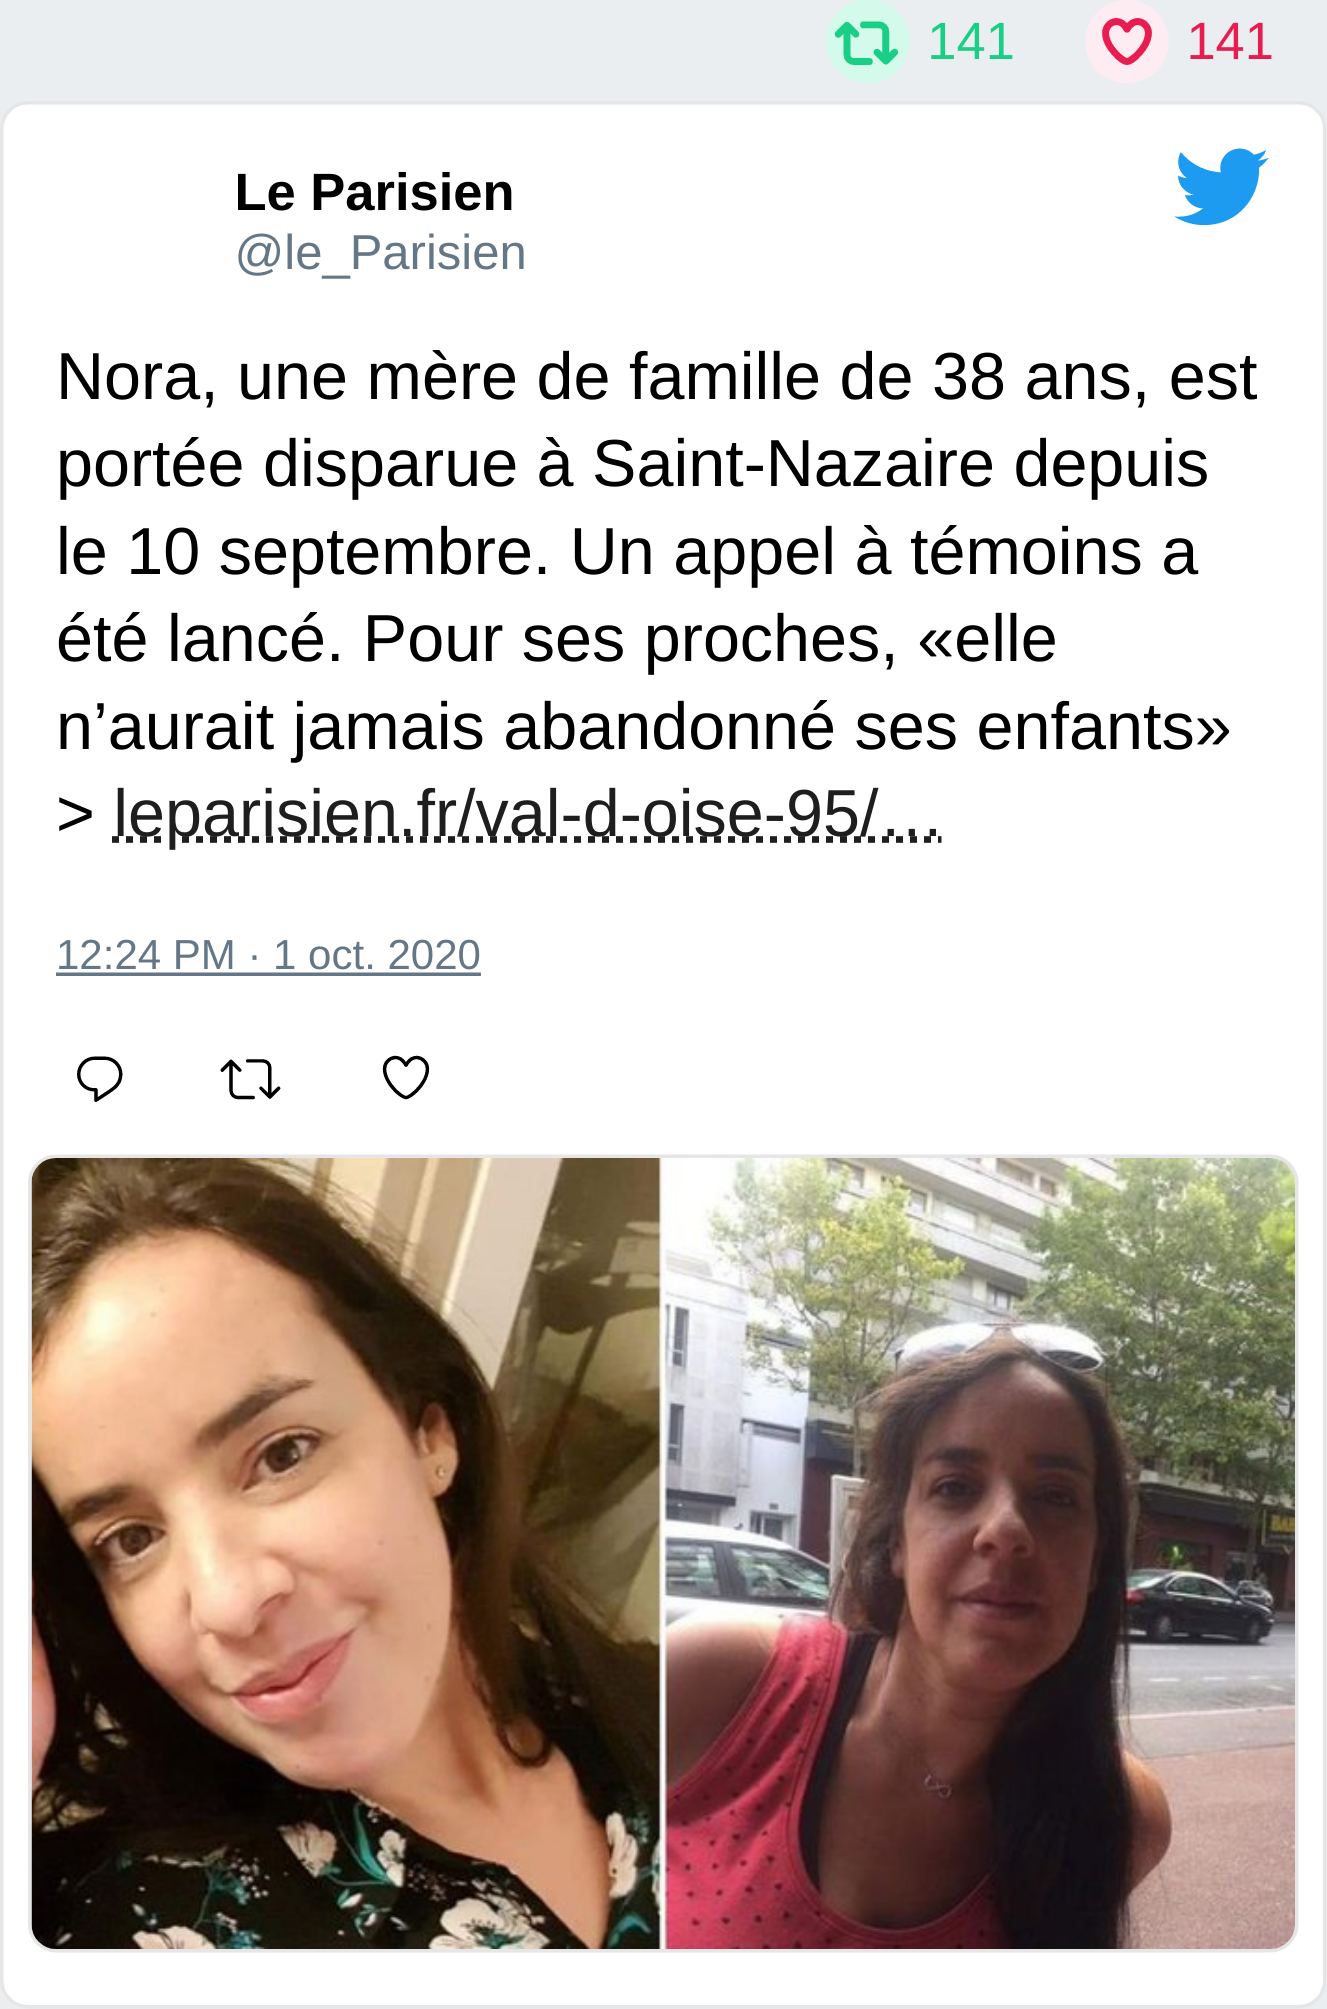 141 141
Le Parisien
@le_Parisien
Nora, une mère de famille de 38 ans, est
portée disparue à Saint-Nazaire depuis
le 10 septembre. Un appel à témoins a
été lancé. Pour ses proches, «elle
n’aurait jamais abandonné ses enfants»
> leparisien.fr/val-d-oise-95/…
12:24 PM · 1 oct. 2020